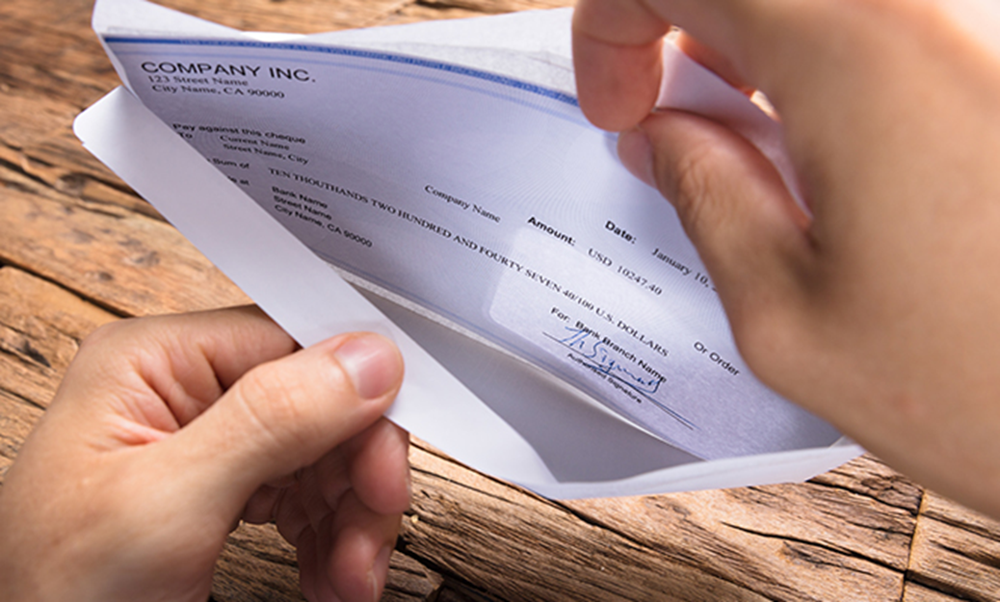 COMPANY INC.
123 Street Name
City Name, CA 90000
Pay against this cheque
To Current Name
Street Name, City
Sum of TEN THOUTHANDS TWO HUNDRED AND FOURTY SEVEN 40/100 U.S. DOLLARS
at Bank Name
Street Name
City Name, CA 90000
Company Name
Date: January 10,
Amount: USD 10247,40
Or Order
For: Bank Branch Name
Authorized Signature